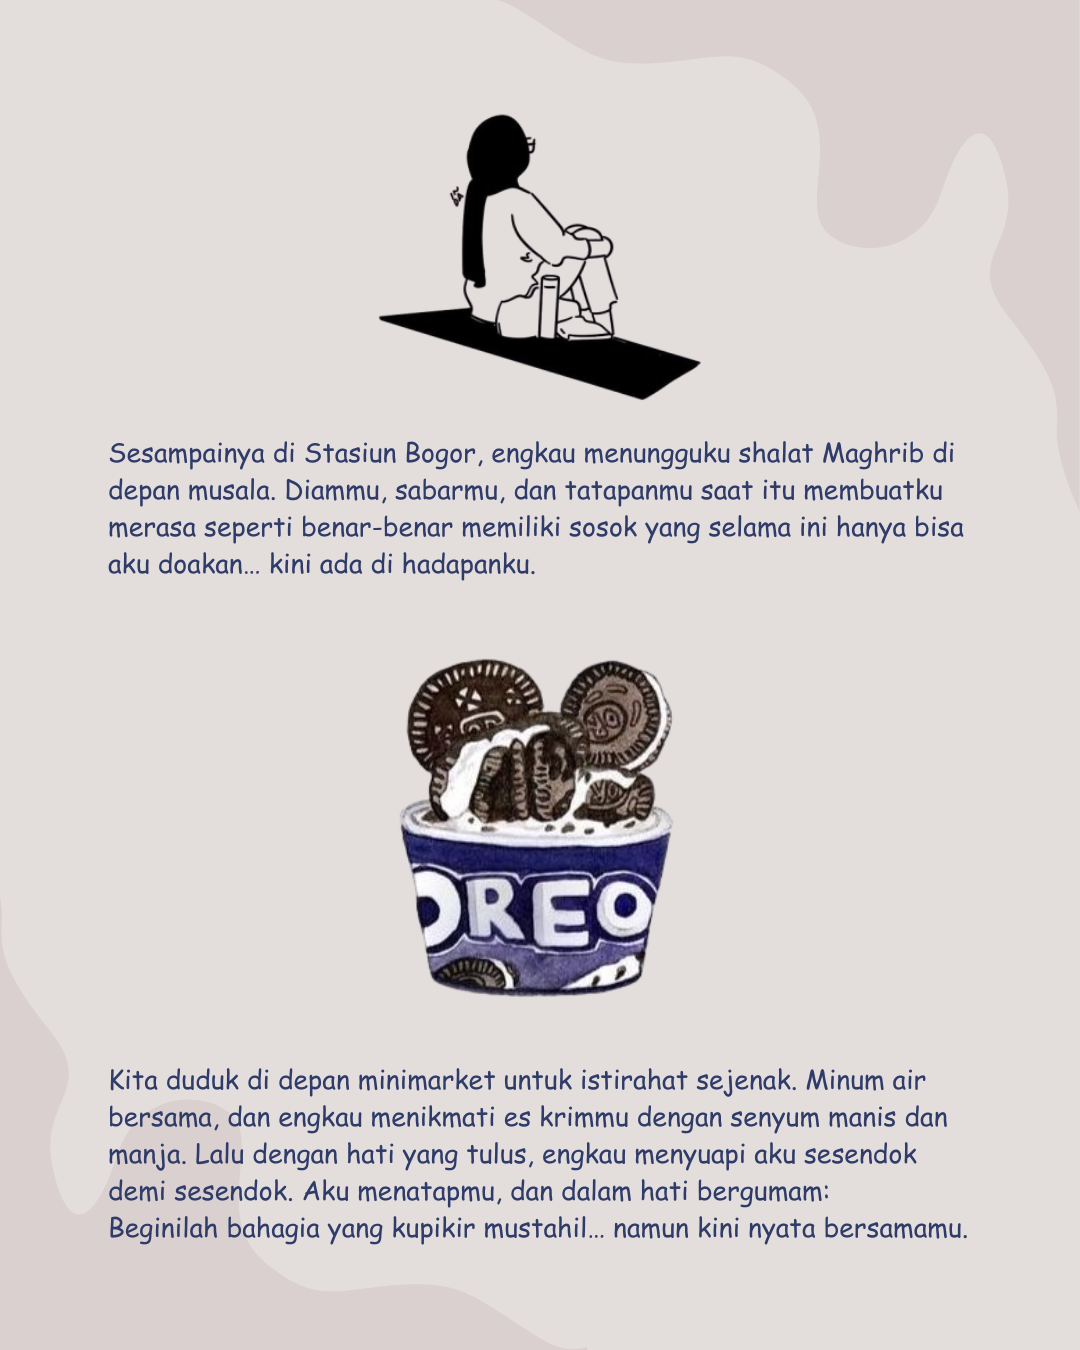 Sesampainya di Stasiun Bogor, engkau menungguku shalat Maghrib di
depan musala. Diammu, sabarmu, dan tatapanmu saat itu membuatku
merasa seperti benar-benar memiliki sosok yang selama ini hanya bisa
aku doakan... kini ada di hadapanku.
OREO
Kita duduk di depan minimarket untuk istirahat sejenak. Minum air
bersama, dan engkau menikmati es krimmu dengan senyum manis dan
manja. Lalu dengan hati yang tulus, engkau menyuapi aku sesendok
demi sesendok. Aku menatapmu, dan dalam hati bergumam:
Beginilah bahagia yang kupikir mustahil... namun kini nyata bersamamu.